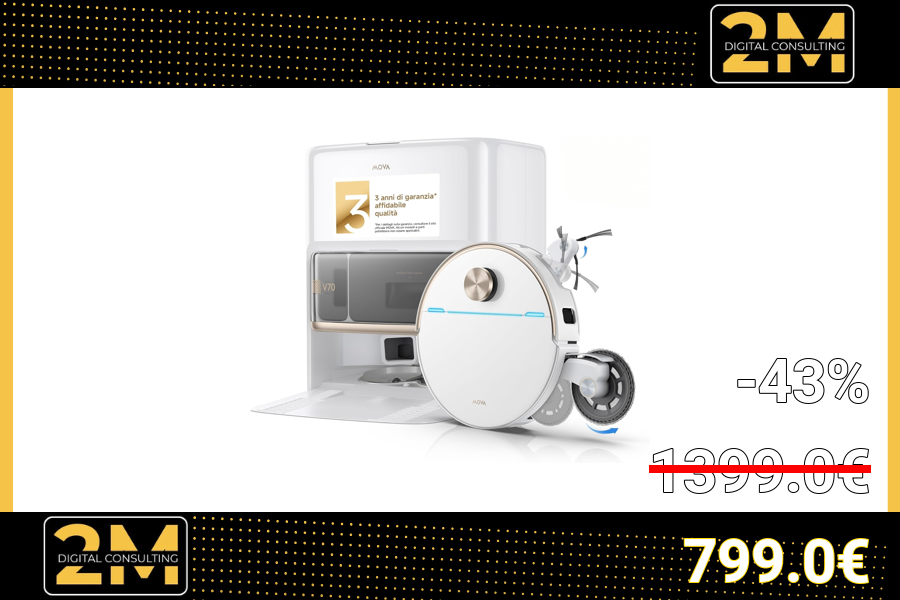 2M
DIGITAL CONSULTING
MOVA
3
3 anni di garanzia*
affidabile
qualità
V70
MOVA
-43%
1399.0€
2M
DIGITAL CONSULTING
799.0€